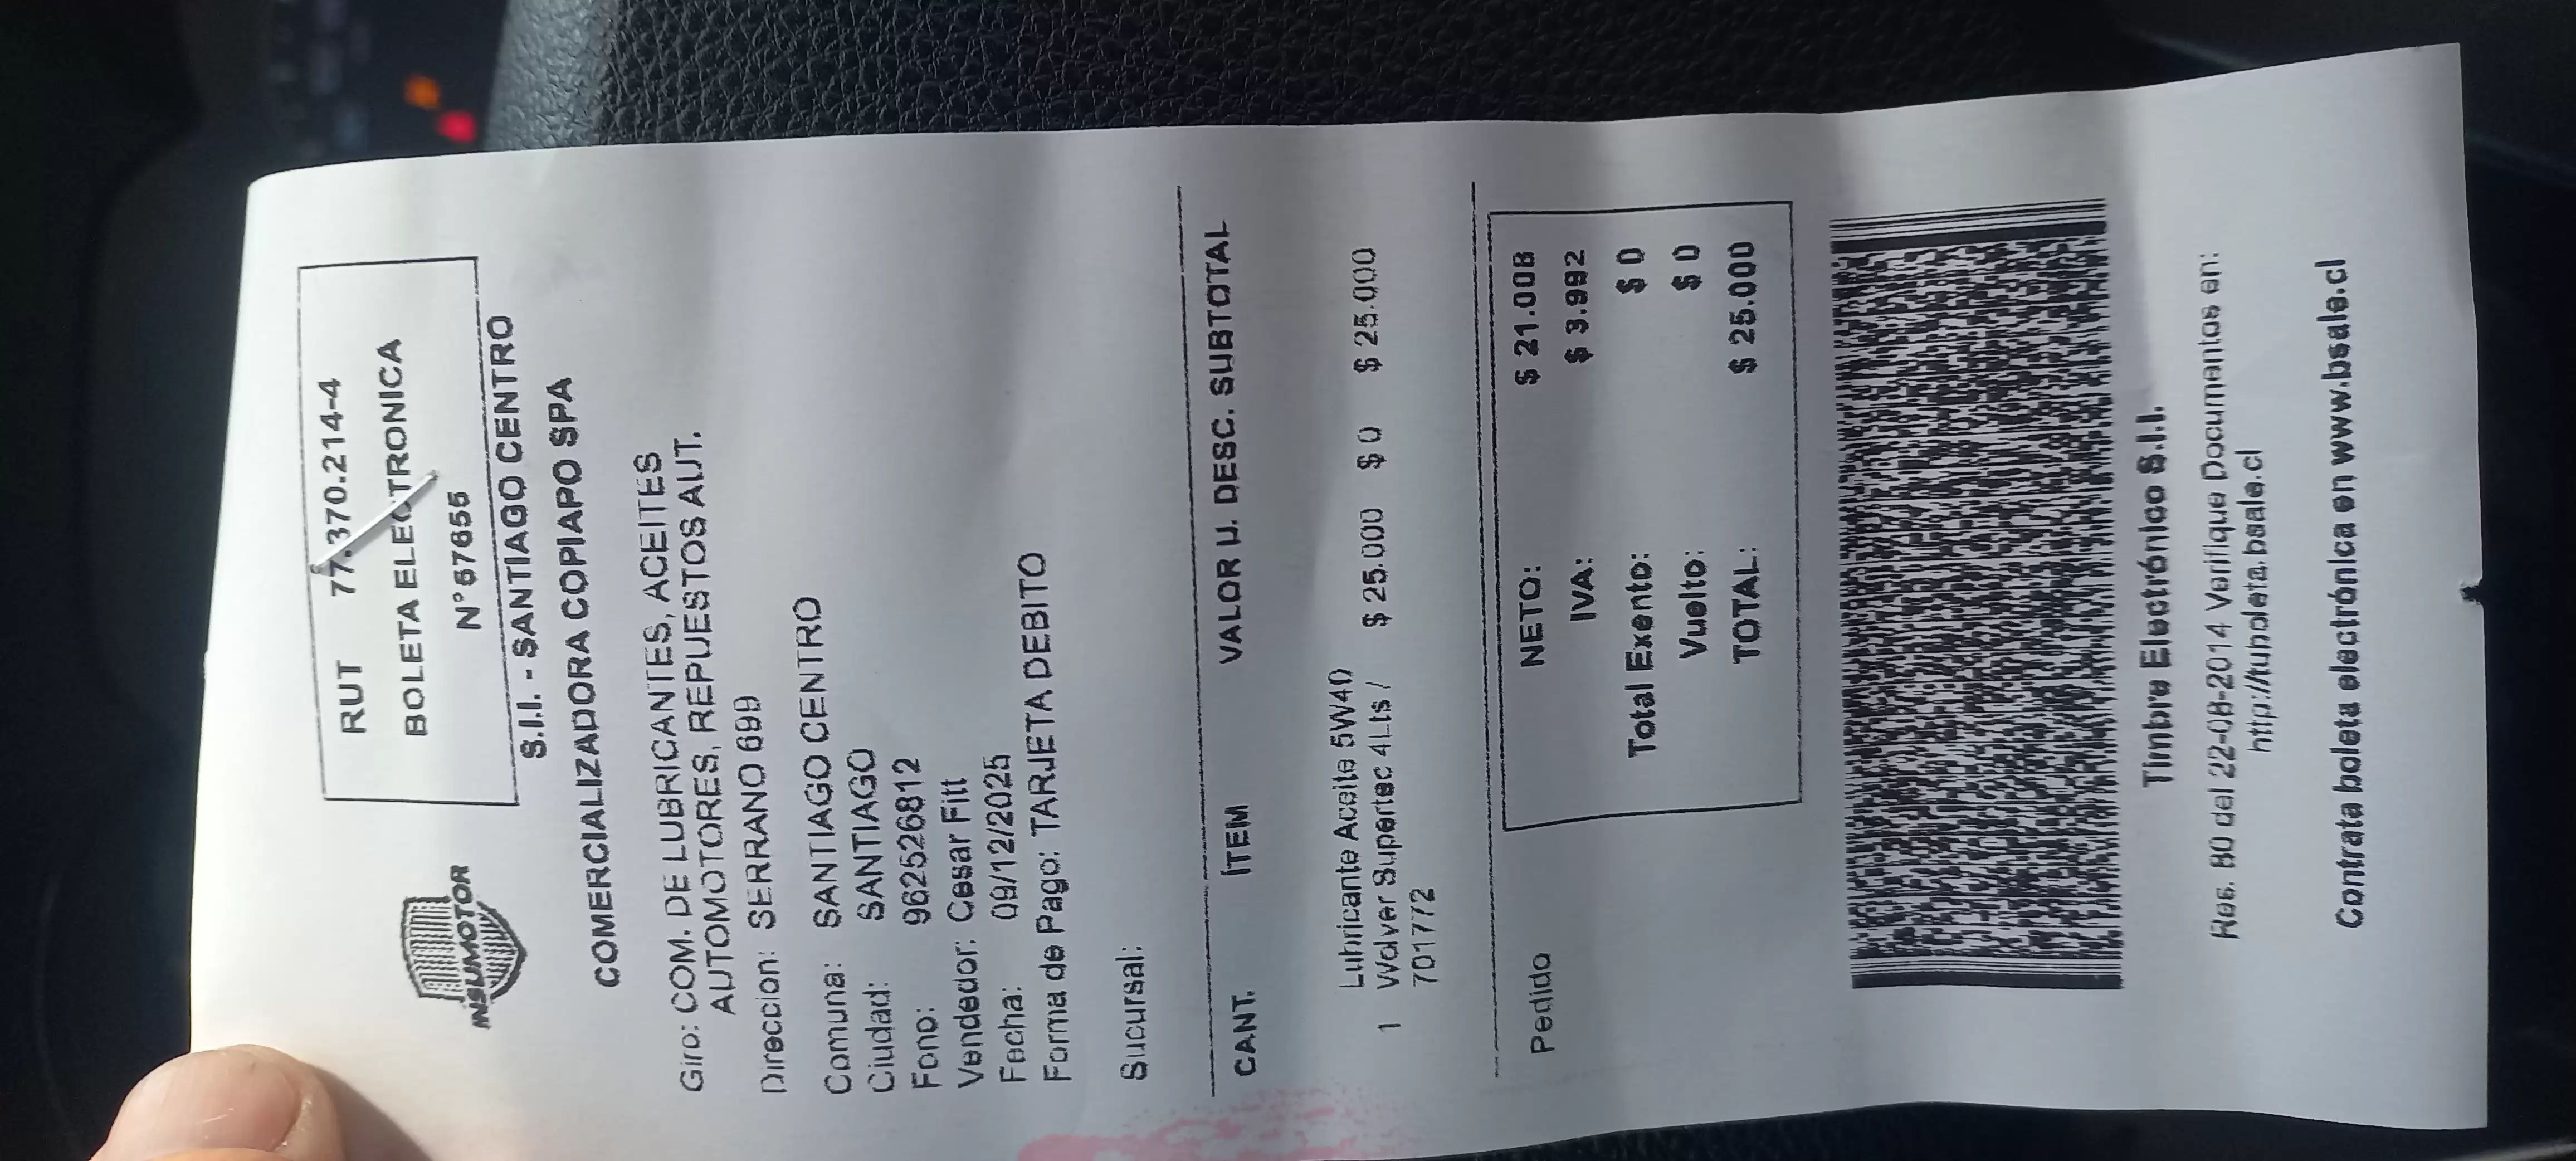 INSUMOTOR
RUT 77.370.214-4
BOLETA ELECTRONICA
N°67655
S.I.I. - SANTIAGO CENTRO
COMERCIALIZADORA COPIAPO SPA
Giro: COM. DE LUBRICANTES, ACEITES
AUTOMOTORES, REPUESTOS AUT.
Direccion: SERRANO 699
Comuna: SANTIAGO CENTRO
Ciudad: SANTIAGO
Fono: 962526812
Vendedor: Cesar Fitt
Fecha: 09/12/2025
Forma de Pago: TARJETA DEBITO
Sucursal:
CANT. ÍTEM VALOR U. DESC. SUBTOTAL
Lubricante Aceite 5W40
1 Wolver Supertec 4Lts / $ 25.000 $ 0 $ 25.000
701772
Pedido
NETO: $ 21.008
IVA: $ 3.992
Total Exento: $ 0
Vuelto: $ 0
TOTAL: $ 25.000
Timbre Electrónico S.I.I.
Res. 80 del 22-08-2014 Verifique Documentos en:
http://tuboleta.bsale.cl
Contrata boleta electrónica en www.bsale.cl